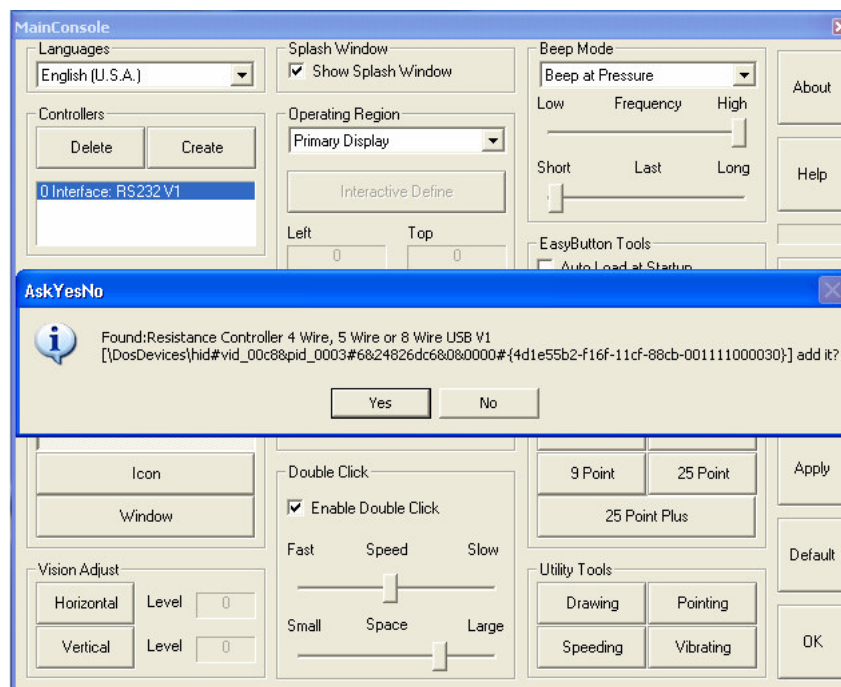 MainConsole
Languages
English (U.S.A.)
Controllers
Delete
Create
0 Interface: RS232 V1
Splash Window
Show Splash Window
Operating Region
Primary Display
Interactive Define
Left
Top
0
0
Beep Mode
Beep at Pressure
Low Frequency High
Short Last Long
EasyButton Tools
Auto Load at Startup
About
Help
AskYesNo
Found:Resistance Controller 4 Wire, 5 Wire or 8 Wire USB V1
[\DosDevices\hid#vid_00c8&pid_0003#6&24826dc6&0&0000#{4d1e55b2-f16f-11cf-88cb-001111000030}] add it?
Yes
No
Icon
Window
Vision Adjust
Horizontal Level 0
Vertical Level 0
Double Click
Enable Double Click
Fast Speed Slow
Small Space Large
9 Point
25 Point
25 Point Plus
Utility Tools
Drawing
Pointing
Speeding
Vibrating
Apply
Default
OK